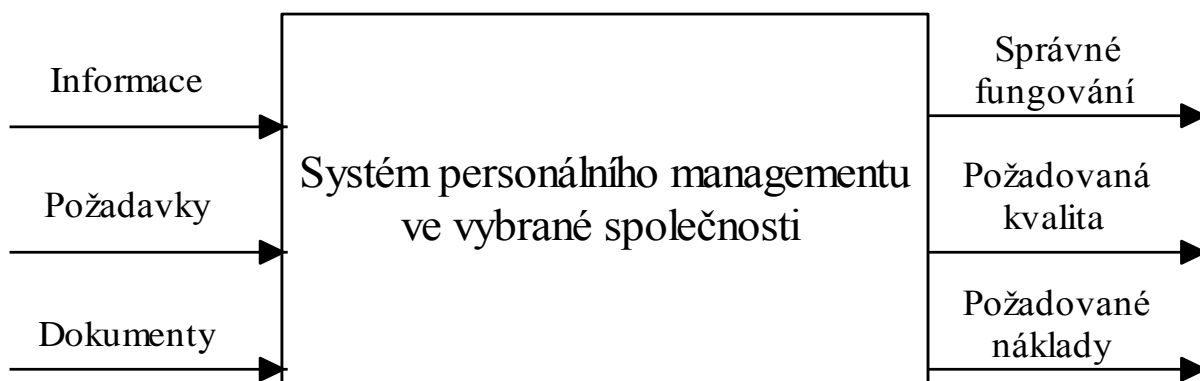 Informace
Požadavky
Dokumenty
Systém personálního managementu
ve vybrané společnosti
Správné
fungování
Požadovaná
kvalita
Požadované
náklady